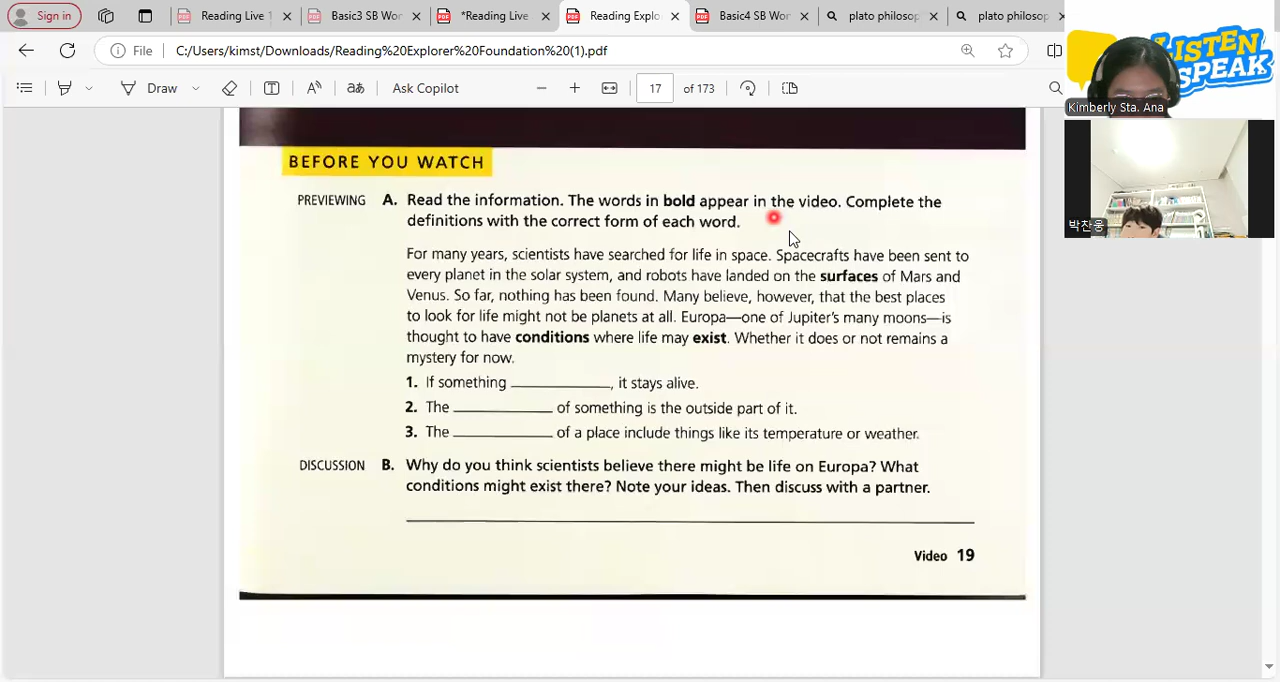 Sign in
Reading Live 1
Basic3 SB Wor
*Reading Live
Reading Explo
Basic4 SB Wor
plato philosop
plato philosop
File
C:/Users/kimst/Downloads/Reading%20Explorer%20Foundation%20(1).pdf
Draw
aあ
Ask Copilot
17
of 173
LISTEN
SPEAK
Kimberly Sta. Ana
박찬웅
BEFORE YOU WATCH
PREVIEWING A. Read the information. The words in bold appear in the video. Complete the
definitions with the correct form of each word.
For many years, scientists have searched for life in space. Spacecrafts have been sent to
every planet in the solar system, and robots have landed on the surfaces of Mars and
Venus. So far, nothing has been found. Many believe, however, that the best places
to look for life might not be planets at all. Europa—one of Jupiter's many moons—is
thought to have conditions where life may exist. Whether it does or not remains a
mystery for now.
1. If something ____________, it stays alive.
2. The ____________ of something is the outside part of it.
3. The ____________ of a place include things like its temperature or weather.
DISCUSSION B. Why do you think scientists believe there might be life on Europa? What
conditions might exist there? Note your ideas. Then discuss with a partner.
Video 19